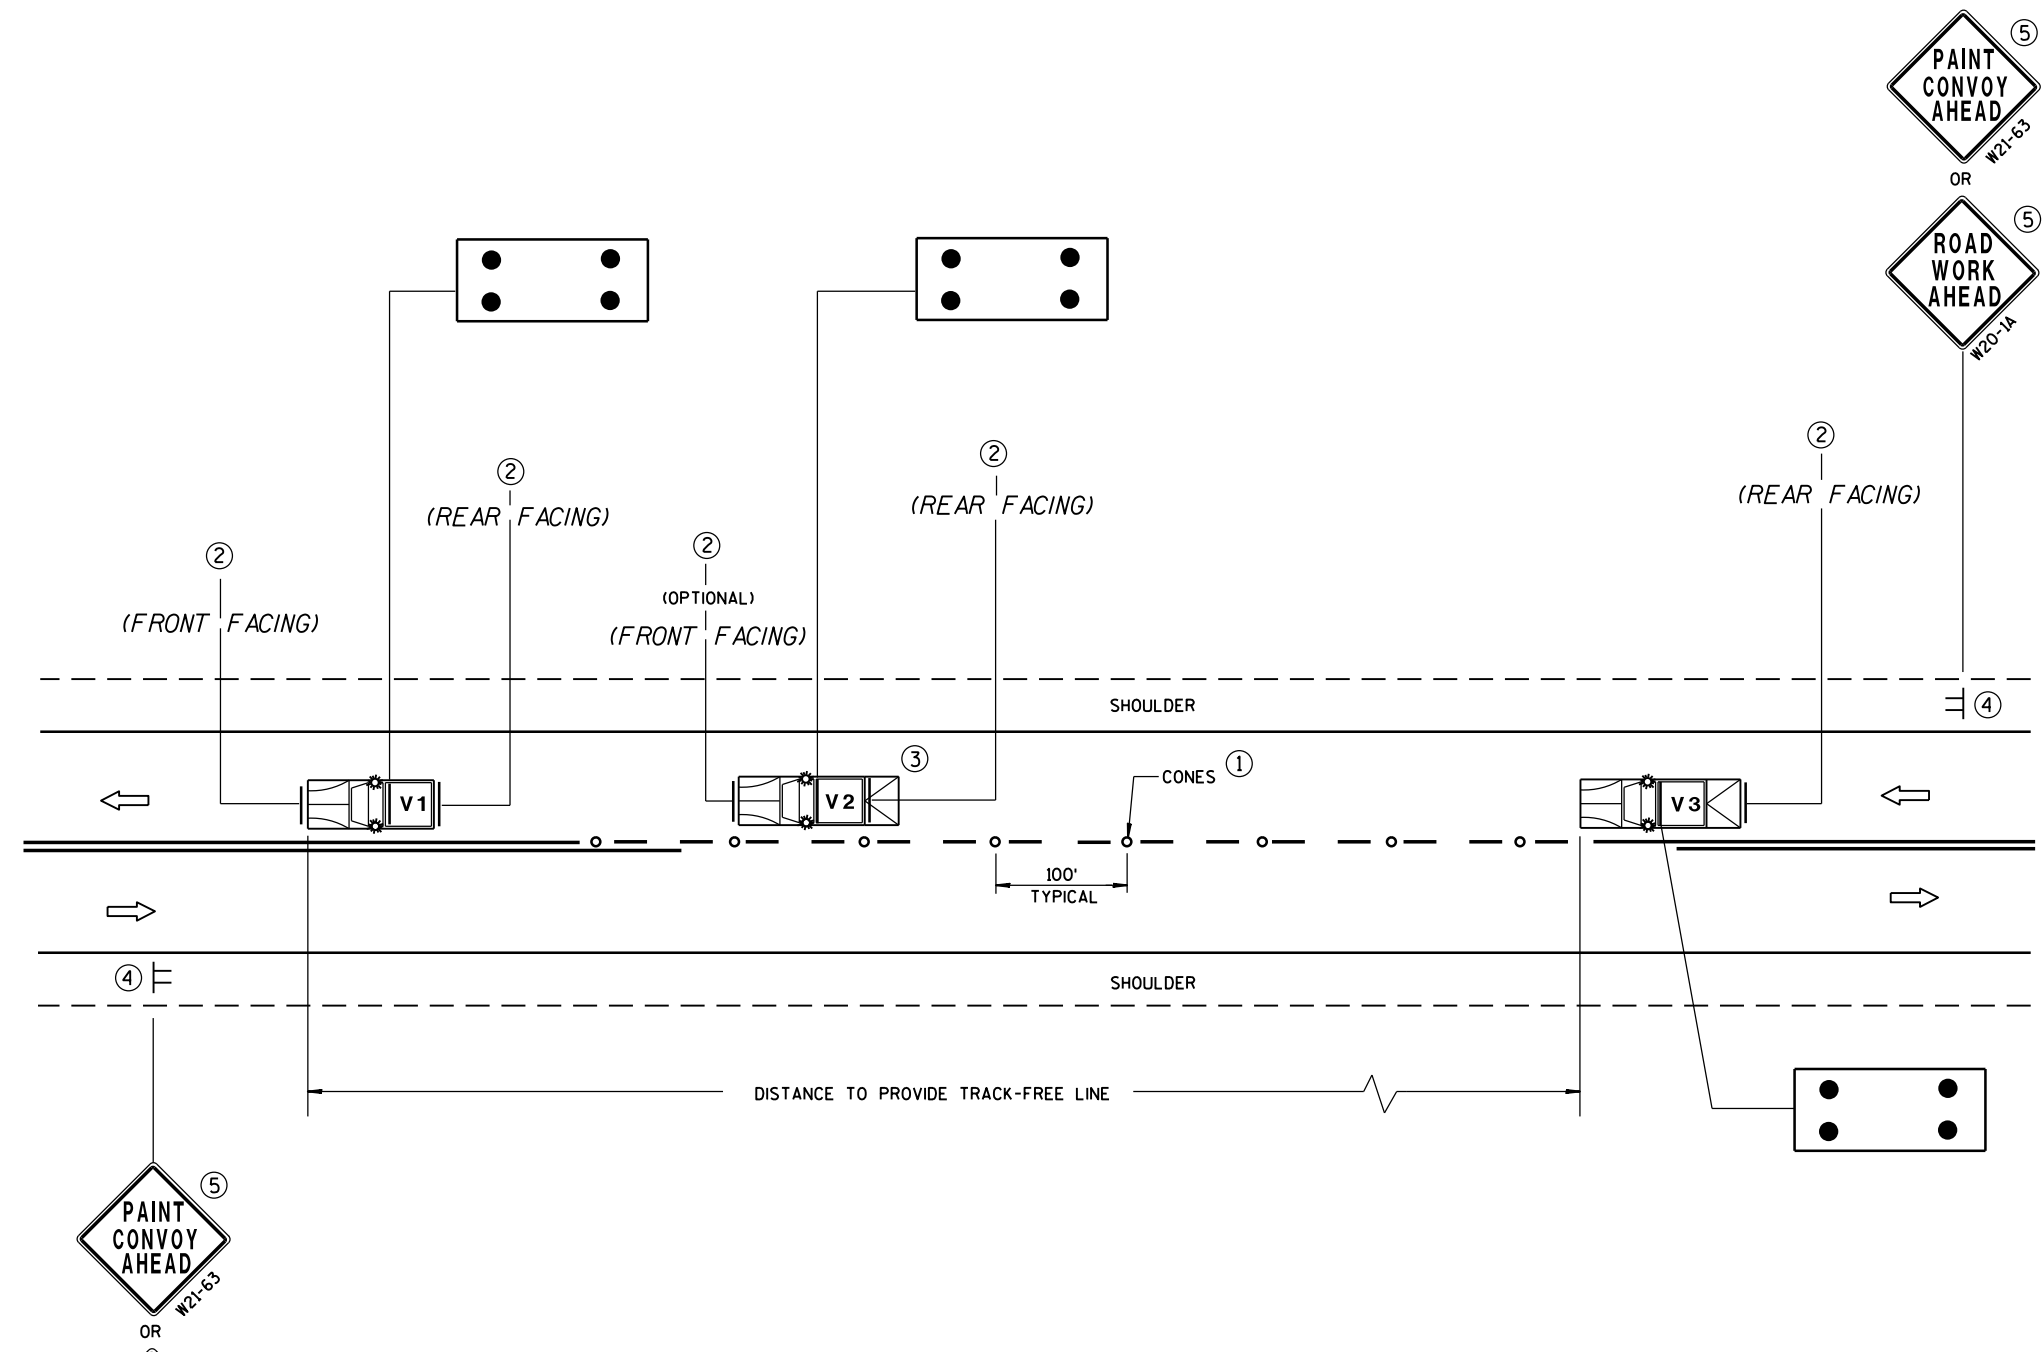 PAINT
CONVOY
AHEAD
5
W21-63
OR
ROAD
WORK
AHEAD
5
W20-1A
2
(REAR FACING)
2
(REAR FACING)
2
(REAR FACING)
2
(FRONT FACING)
2
(OPTIONAL)
(FRONT FACING)
SHOULDER
4
V1
V2
3
CONES 1
V3
100'
TYPICAL
4
SHOULDER
DISTANCE TO PROVIDE TRACK-FREE LINE
PAINT
CONVOY
AHEAD
5
W21-63
OR